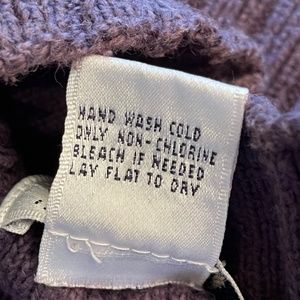 HAND WASH COLD
ONLY NON-CHLORINE
BLEACH IF NEEDED
LAY FLAT TO DRY